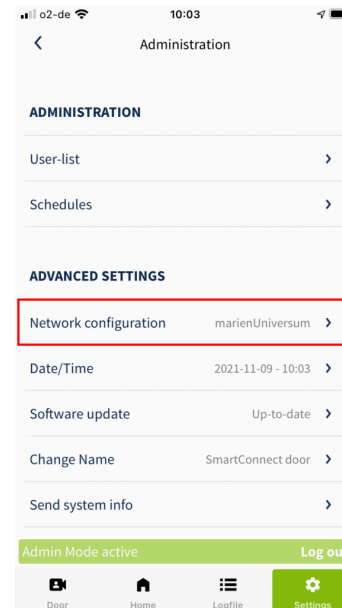 o2-de 10:03
Administration
ADMINISTRATION
User-list
Schedules
ADVANCED SETTINGS
Network configuration marienUniversum
Date/Time 2021-11-09 - 10:03
Software update Up-to-date
Change Name SmartConnect door
Send system info
Admin Mode active Log ou
Door Home Logfile Settings